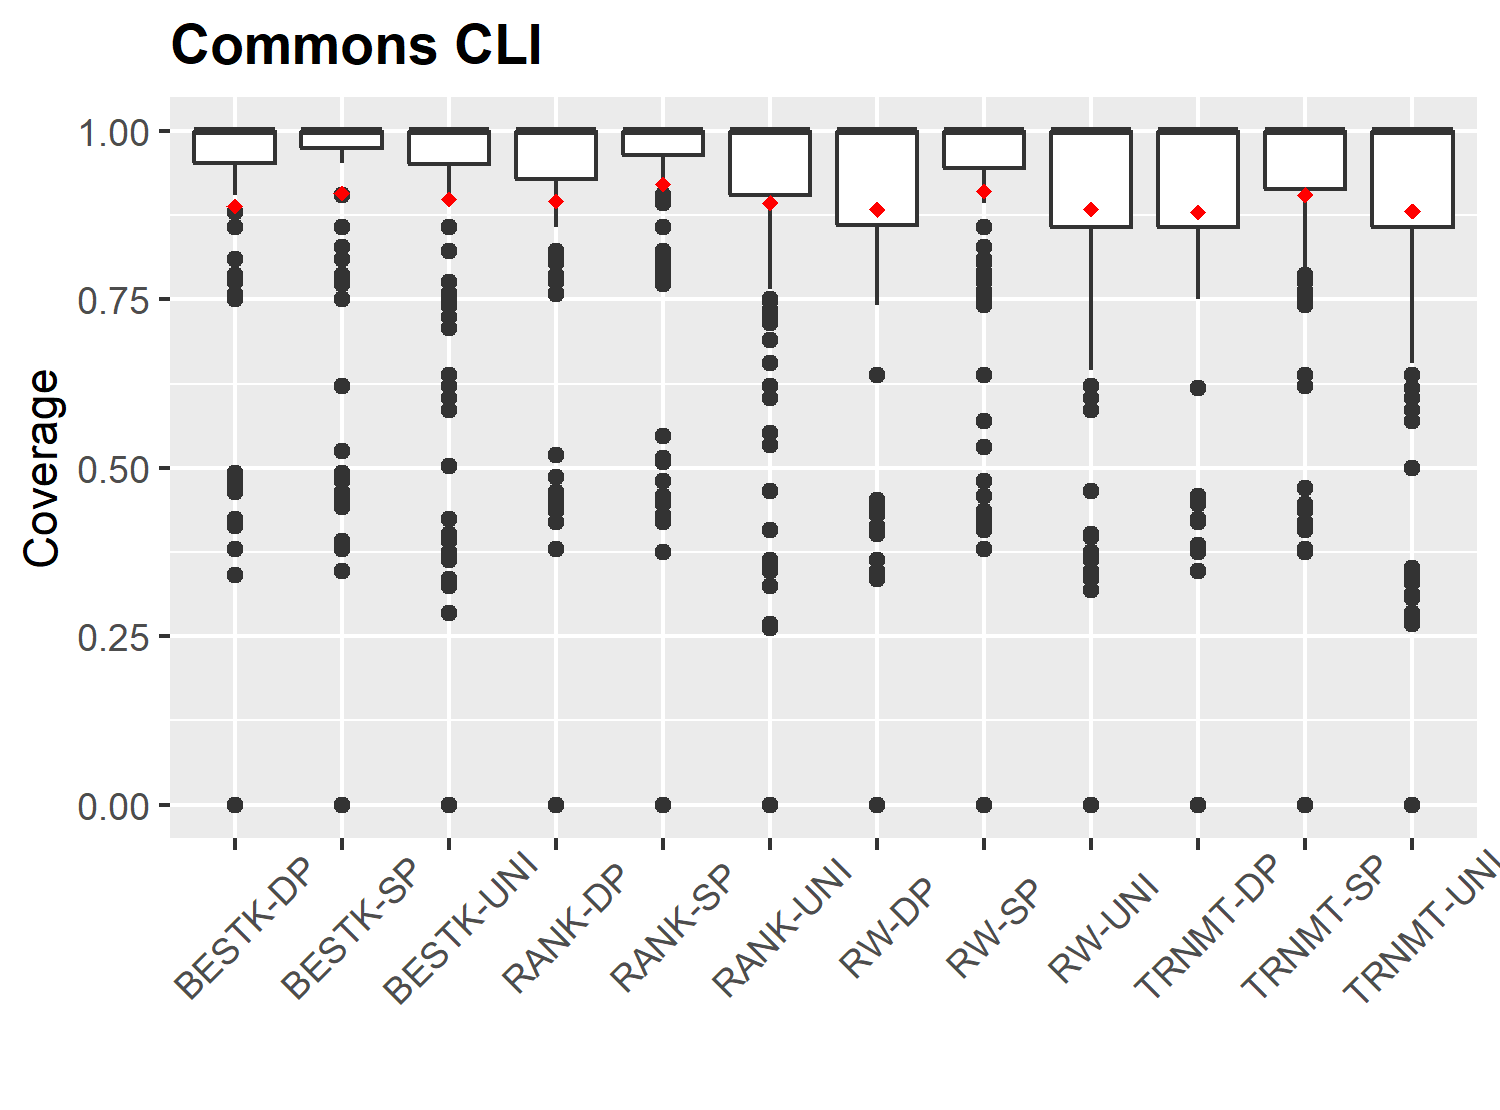 Commons CLI
Coverage
1.00
0.75
0.50
0.25
0.00
BESTK-DP
BESTK-SP
BESTK-UNI
RANK-DP
RANK-SP
RANK-UNI
RW-DP
RW-SP
RW-UNI
TRNMT-DP
TRNMT-SP
TRNMT-UNI